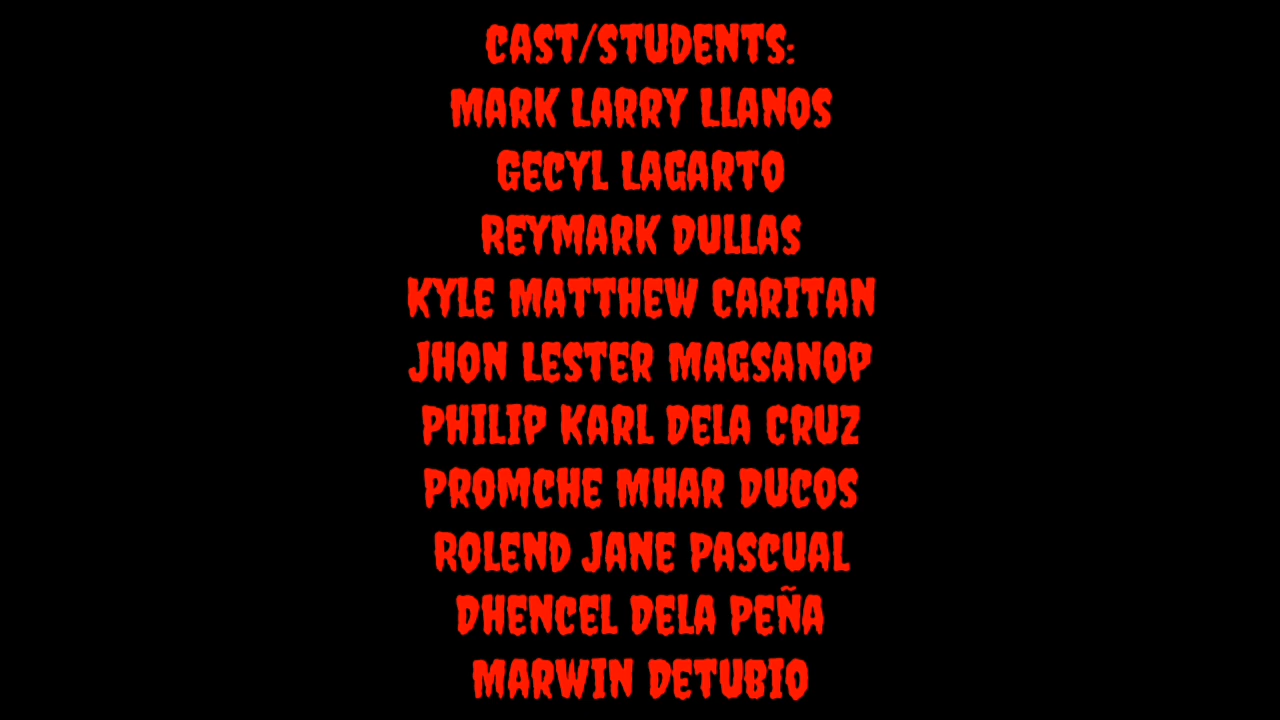 CAST/STUDENTS:
MARK LARRY LLANOS
GECYL LAGARTO
REYMARK DULLAS
KYLE MATTHEW CARITAN
JHON LESTER MAGSANOP
PHILIP KARL DELA CRUZ
PROMCHE MHAR DUCOS
ROLEND JANE PASCUAL
DHENCEL DELA PEÑA
MARWIN DETUBIO